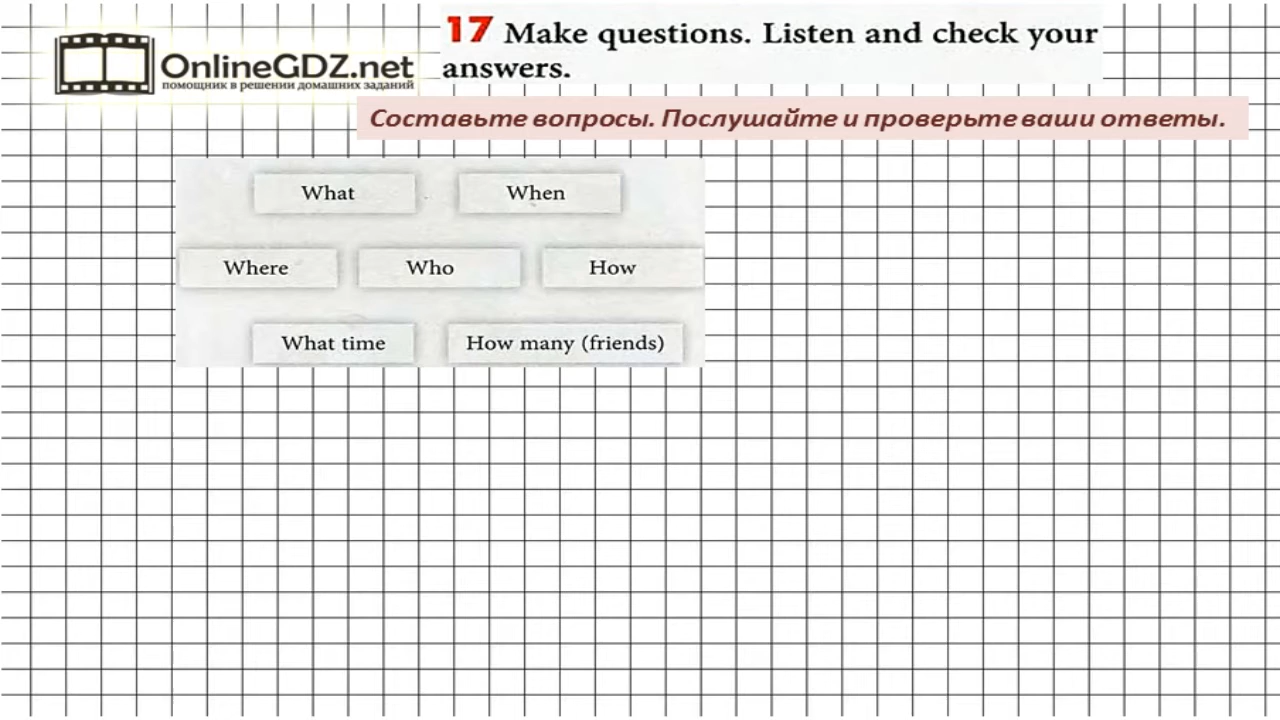 17 Make questions. Listen and check your
answers.
OnlineGDZ.net
помощник в решении домашних заданий
Составьте вопросы. Послушайте и проверьте ваши ответы.
What When
Where Who How
What time How many (friends)